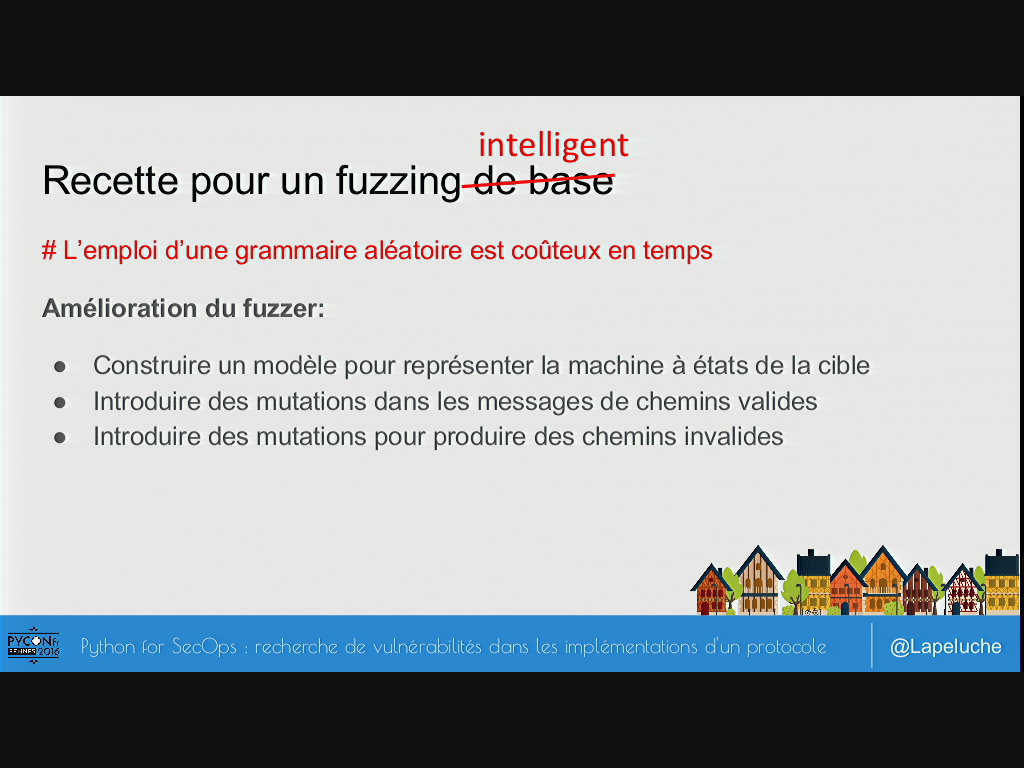 intelligent
Recette pour un fuzzing de base
# L'emploi d'une grammaire aléatoire est coûteux en temps
Amélioration du fuzzer:
● Construire un modèle pour représenter la machine à états de la cible
● Introduire des mutations dans les messages de chemins valides
● Introduire des mutations pour produire des chemins invalides
PYCON.fr
RENNES 2016
Python for SecOps : recherche de vulnérabilités dans les implémentations d'un protocole
@Lapeluche